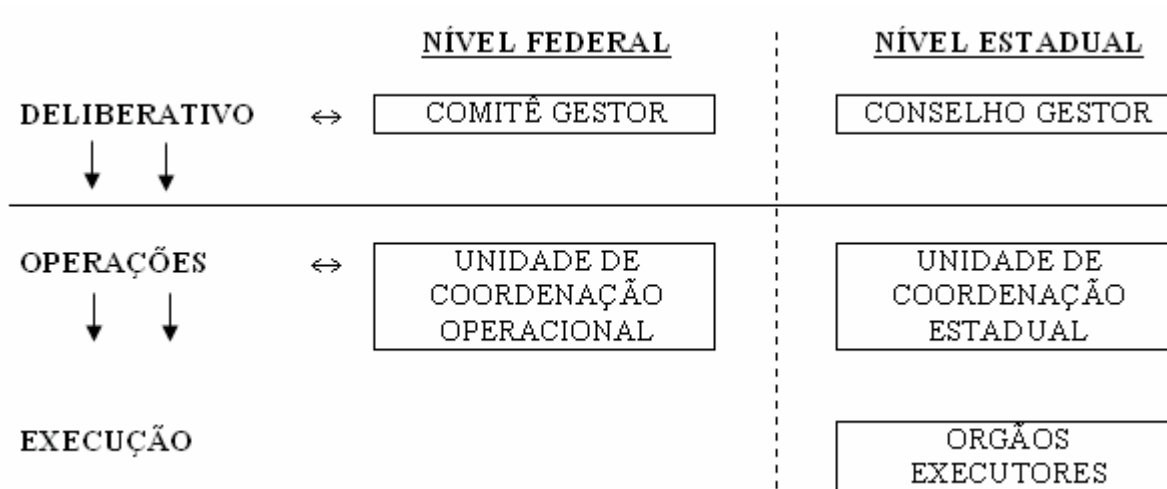 NÍVEL FEDERAL
NÍVEL ESTADUAL
DELIBERATIVO ⇔ COMITÊ GESTOR
CONSELHO GESTOR
OPERAÇÕES ⇔ UNIDADE DE
COORDENAÇÃO
OPERACIONAL
UNIDADE DE
COORDENAÇÃO
ESTADUAL
EXECUÇÃO
ORGÃOS
EXECUTORES